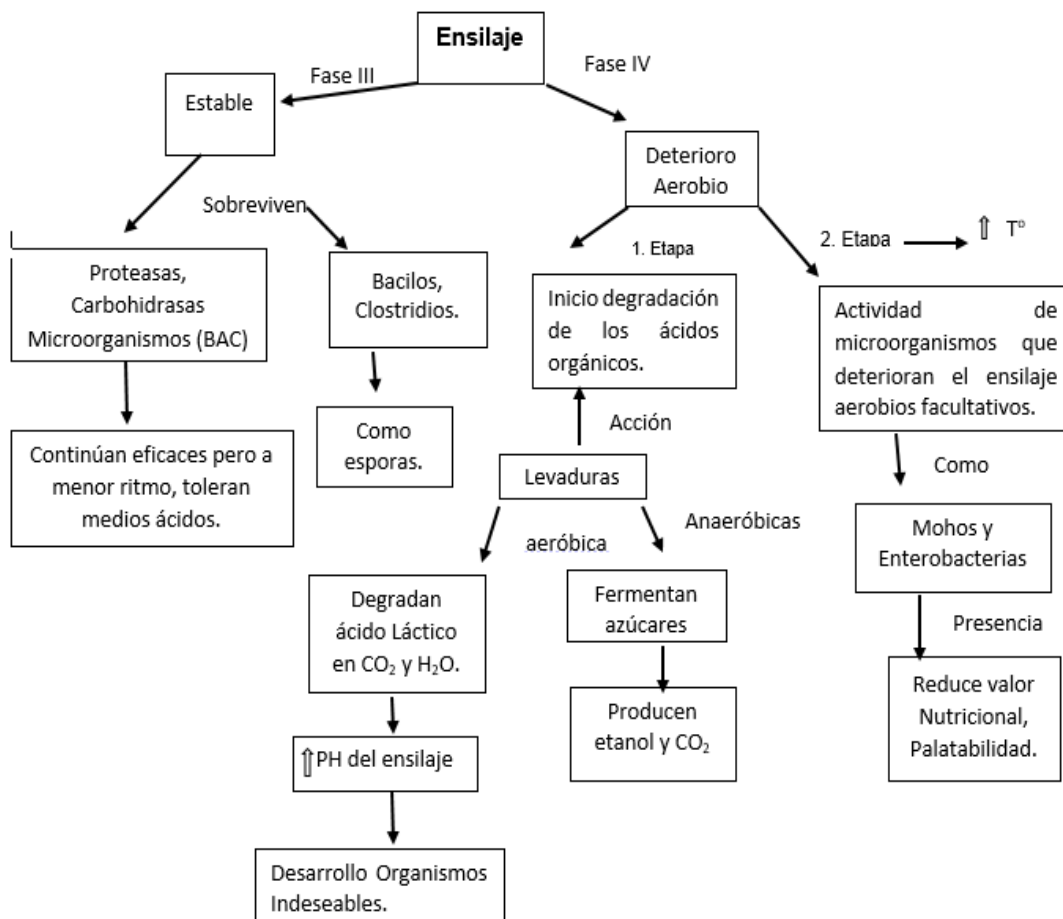 Ensilaje
Fase III
Fase IV
Estable
Deterioro
Aerobio
Sobreviven
1. Etapa
2. Etapa
⇧ Tº
Proteasas,
Carbohidrasas
Microorganismos (BAC)
Bacilos,
Clostridios.
Inicio degradación
de los ácidos
orgánicos.
Actividad de
microorganismos que
deterioran el ensilaje
aerobios facultativos.
Continúan eficaces pero a
menor ritmo, toleran
medios ácidos.
Como
esporas.
Acción
Levaduras
Como
aeróbica
Anaeróbicas
Mohos y
Enterobacterias
Degradan
ácido Láctico
en CO₂ y H₂O.
Fermentan
azúcares
Presencia
Producen
etanol y CO₂
Reduce valor
Nutricional,
Palatabilidad.
⇧PH del ensilaje
Desarrollo Organismos
Indeseables.